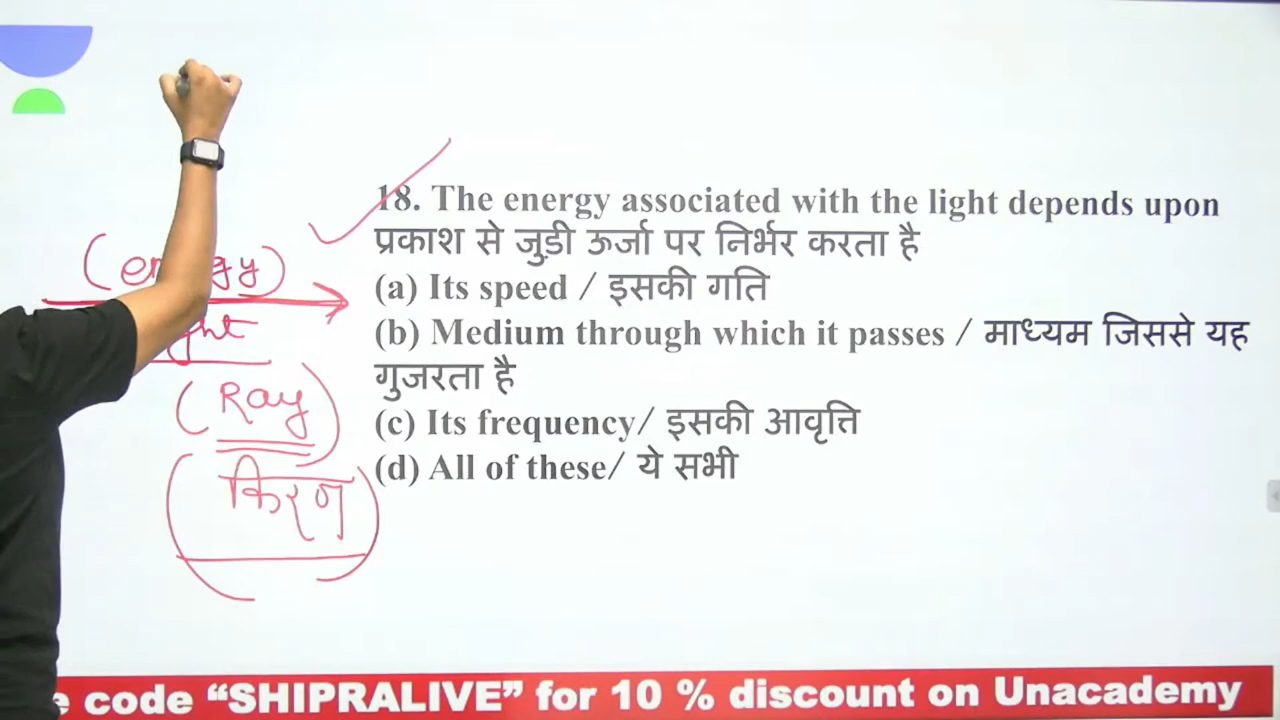 18. The energy associated with the light depends upon
प्रकाश से जुड़ी ऊर्जा पर निर्भर करता है
(a) Its speed / इसकी गति
(b) Medium through which it passes / माध्यम जिससे यह
गुजरता है
(c) Its frequency/ इसकी आवृत्ति
(d) All of these/ ये सभी
(Ray)
(किरण)
code “SHIPRALIVE” for 10 % discount on Unacademy